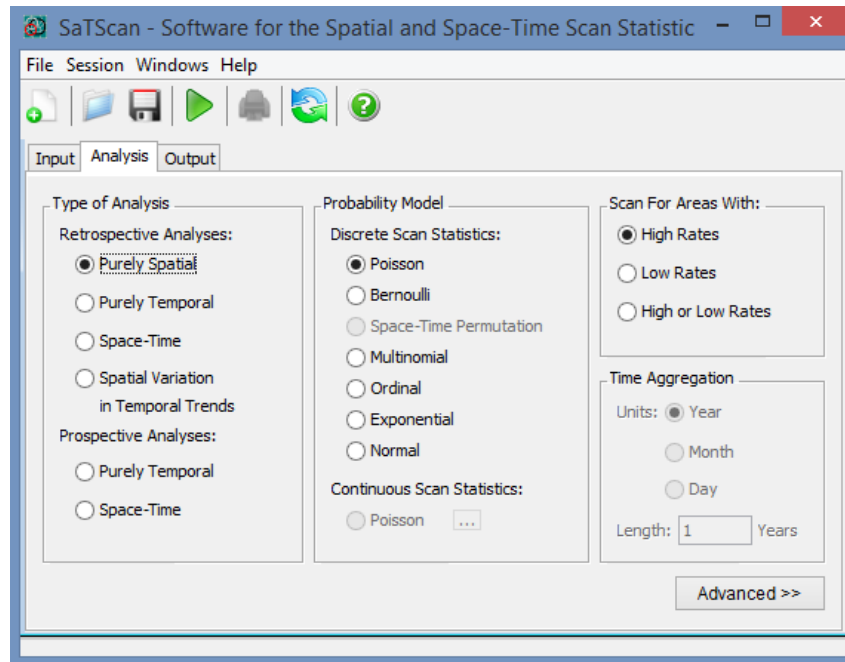 SaTScan - Software for the Spatial and Space-Time Scan Statistic
File Session Windows Help
Input Analysis Output
Type of Analysis
Retrospective Analyses:
Purely Spatial
Purely Temporal
Space-Time
Spatial Variation
in Temporal Trends
Prospective Analyses:
Purely Temporal
Space-Time
Probability Model
Discrete Scan Statistics:
Poisson
Bernoulli
Space-Time Permutation
Multinomial
Ordinal
Exponential
Normal
Continuous Scan Statistics:
Poisson ...
Scan For Areas With:
High Rates
Low Rates
High or Low Rates
Time Aggregation
Units: Year
Month
Day
Length: 1 Years
Advanced >>